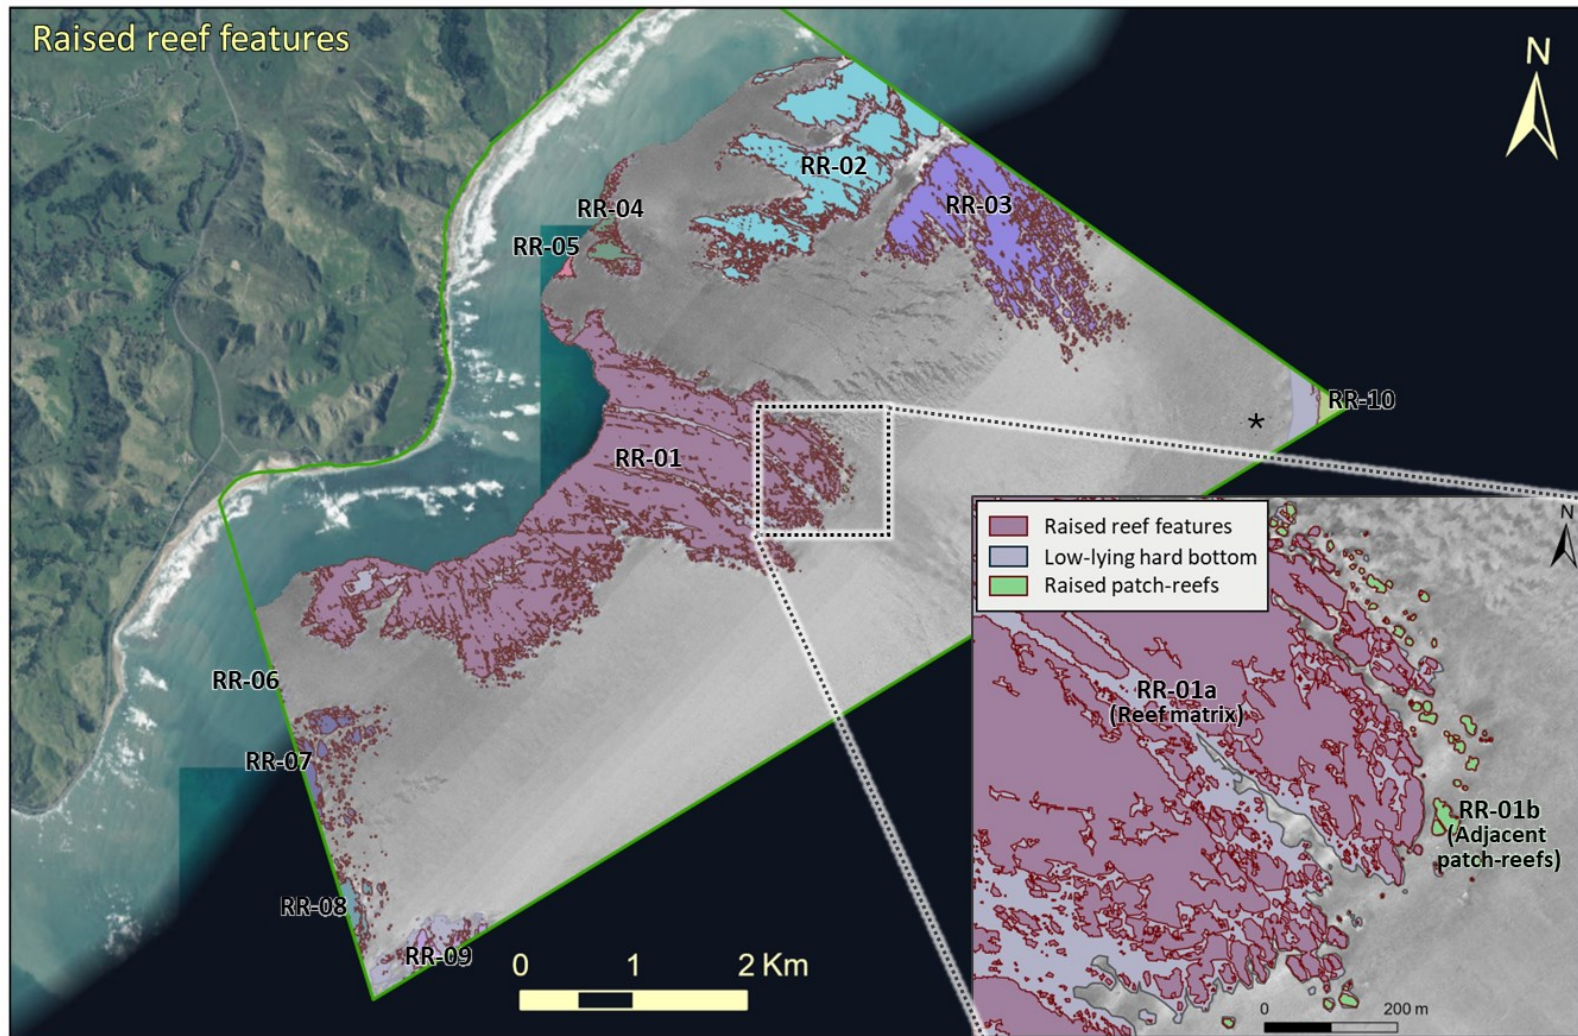 Raised reef features
N
RR-02
RR-03
RR-04
RR-05
RR-10
RR-01
RR-06
RR-07
RR-08
RR-09
0 1 2 Km
Raised reef features
Low-lying hard bottom
Raised patch-reefs
N
RR-01a
(Reef matrix)
RR-01b
(Adjacent
patch-reefs)
0 200 m